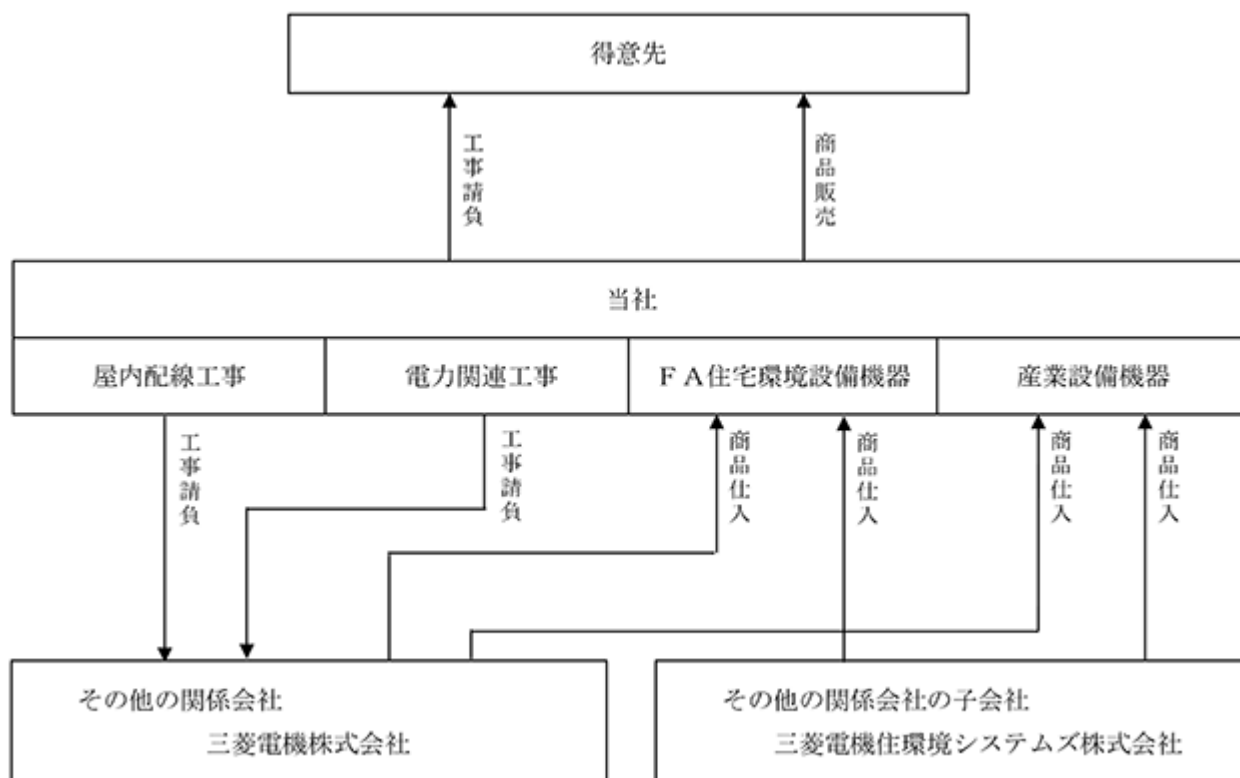 得意先
工事請負
商品販売
当社
屋内配線工事
電力関連工事
ＦＡ住宅環境設備機器
産業設備機器
工事請負
工事請負
商品仕入
商品仕入
商品仕入
商品仕入
その他の関係会社
三菱電機株式会社
その他の関係会社の子会社
三菱電機住環境システムズ株式会社